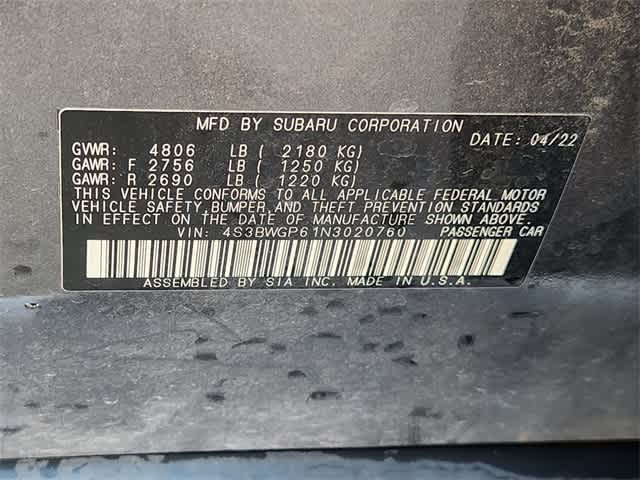 MFD BY SUBARU CORPORATION
DATE: 04/22
GVWR: 4806 LB ( 2180 KG)
GAWR: F 2756 LB ( 1250 KG)
GAWR: R 2690 LB ( 1220 KG)
THIS VEHICLE CONFORMS TO ALL APPLICABLE FEDERAL MOTOR
VEHICLE SAFETY,BUMPER,AND THEFT PREVENTION STANDARDS
IN EFFECT ON THE DATE OF MANUFACTURE SHOWN ABOVE.
VIN: 4S3BWGP61N3020760 PASSENGER CAR
ASSEMBLED BY SIA INC. MADE IN U.S.A.